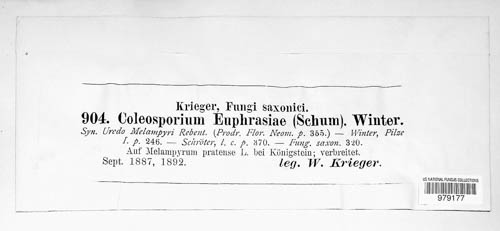 Krieger, Fungi saxonici.
904. Coleosporium Euphrasiae (Schum). Winter.
Syn. Uredo Melampyri Rebent. (Prodr. Flor. Neom. p. 355.) — Winter, Pilze
I. p. 246. — Schröter, l. c. p. 370. — Fung. saxon. 320.
Auf Melampyrum pratense L. bei Königstein; verbreitet.
Sept. 1887, 1892. leg. W. Krieger.
US NATIONAL FUNGUS COLLECTIONS
979177